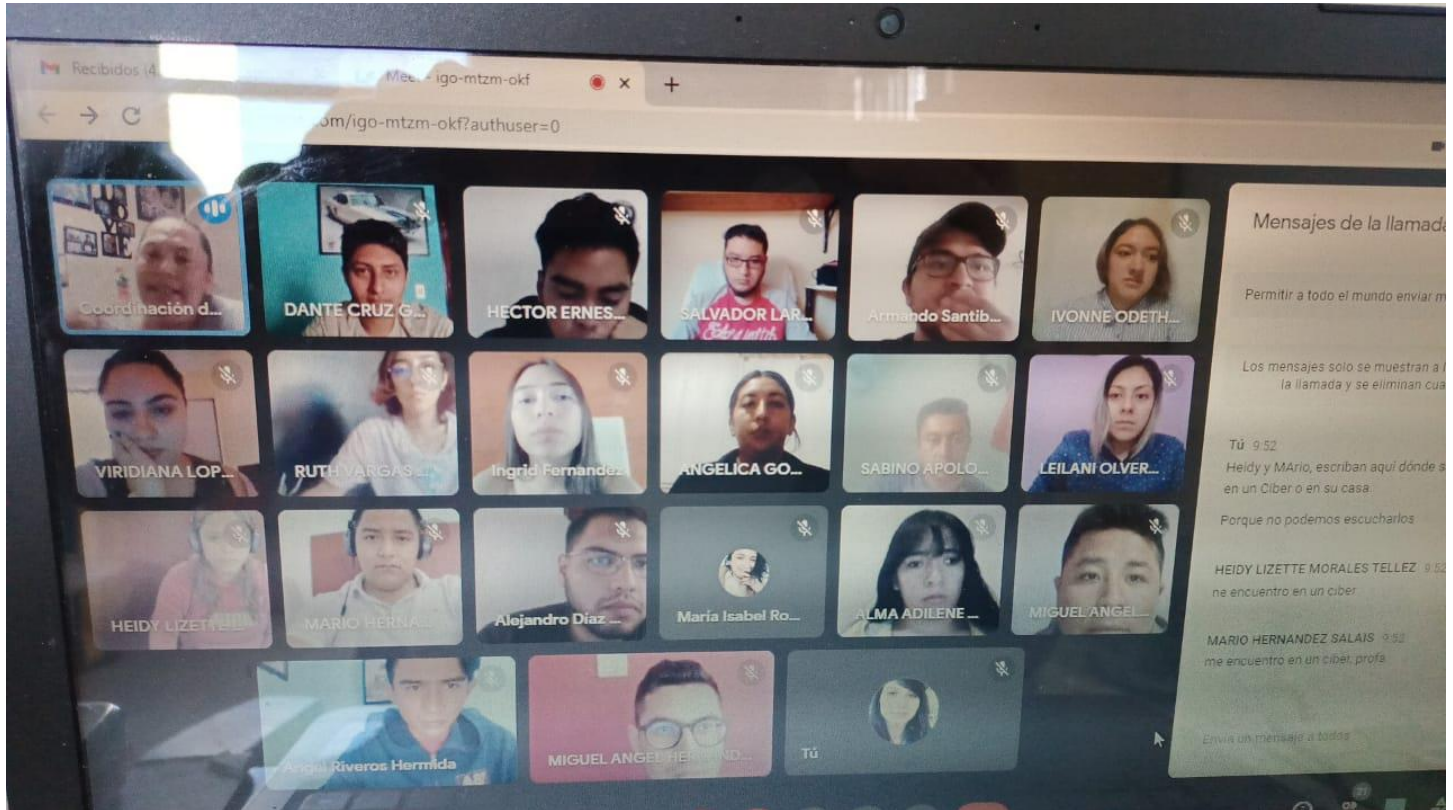 Recibidos (4
Meet - igo-mtzm-okf
om/igo-mtzm-okf?authuser=0
Coordinación d...
DANTE CRUZ G...
HECTOR ERNES...
SALVADOR LAR...
Armando Santib...
IVONNE ODETH...
VIRIDIANA LOP...
RUTH VARGAS
Ingrid Fernandez
ANGELICA GO...
SABINO APOLO...
LEILANI OLVER...
HEIDY LIZETTE
MARIO HERNA...
Alejandro Diaz ...
María Isabel Ro...
ALMA ADILENE ...
MIGUEL ANGEL...
Angel Riveros Hermida
MIGUEL ANGEL
Tú
Mensajes de la llamada
Permitir a todo el mundo enviar m
Los mensajes solo se muestran a l
la llamada y se eliminan cua
Tú 9:52
Heidy y MArio, escriban aquí dónde s
en un Ciber o en su casa.
Porque no podemos escucharlos
HEIDY LIZETTE MORALES TELLEZ 9:52
ne encuentro en un ciber
MARIO HERNANDEZ SALAIS 9:52
me encuentro en un ciber, profa
Envía un mensaje a todos
21